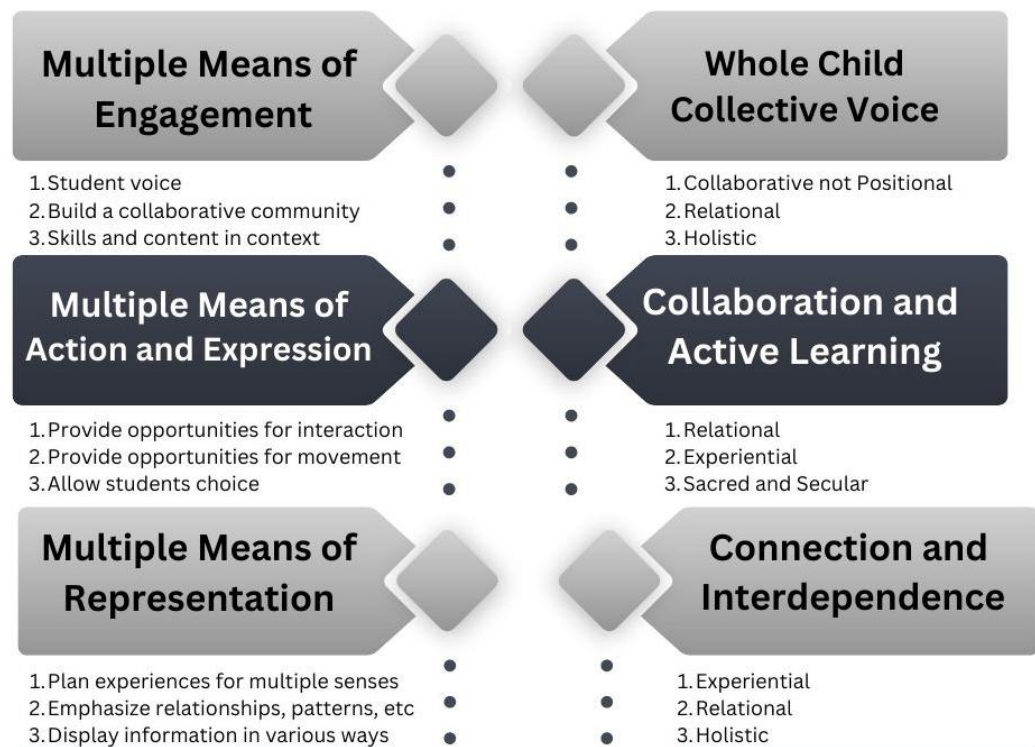 Multiple Means of
Engagement
1.Student voice
2.Build a collaborative community
3.Skills and content in context
Whole Child
Collective Voice
1.Collaborative not Positional
2.Relational
3.Holistic
Multiple Means of
Action and Expression
1.Provide opportunities for interaction
2.Provide opportunities for movement
3.Allow students choice
Collaboration and
Active Learning
1.Relational
2.Experiential
3.Sacred and Secular
Multiple Means of
Representation
1.Plan experiences for multiple senses
2.Emphasize relationships, patterns, etc
3.Display information in various ways
Connection and
Interdependence
1.Experiential
2.Relational
3.Holistic